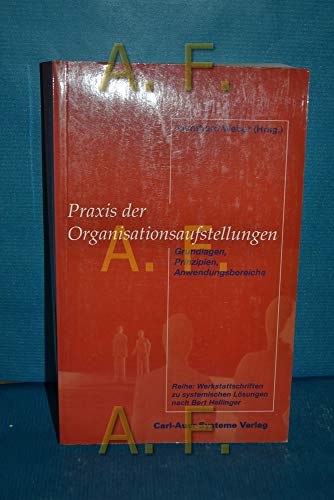 A. F.
Weber (Hrsg.)
Praxis der
Organisationsaufstellungen
A. F.
Grundlagen,
Prinzipien,
Anwendungsbereiche
A. F.
Reihe: Werkstattschriften
zu systemischen Lösungen
nach Bert Hellinger
A. F.
Carl-Auer-Systeme Verlag